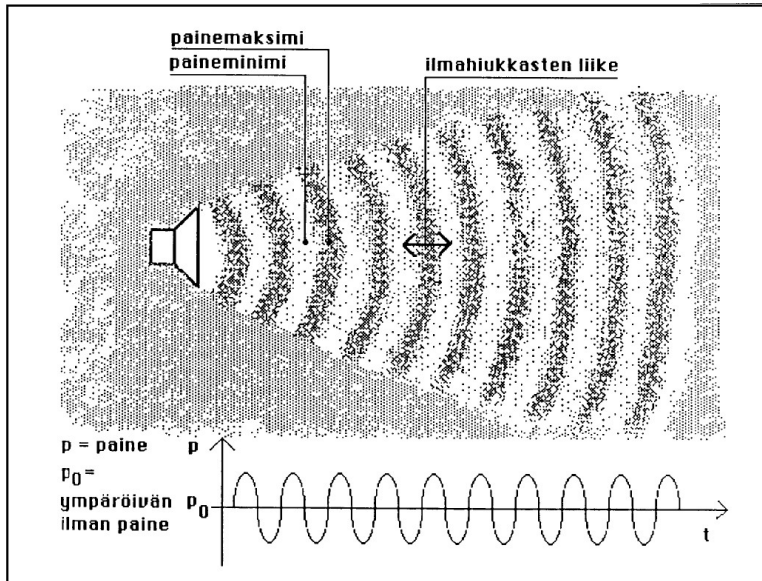 painemaksimi
paineminimi
ilmahiukkasten liike
p = paine
p
p₀ =
ympäröivän
ilman paine
p₀
t